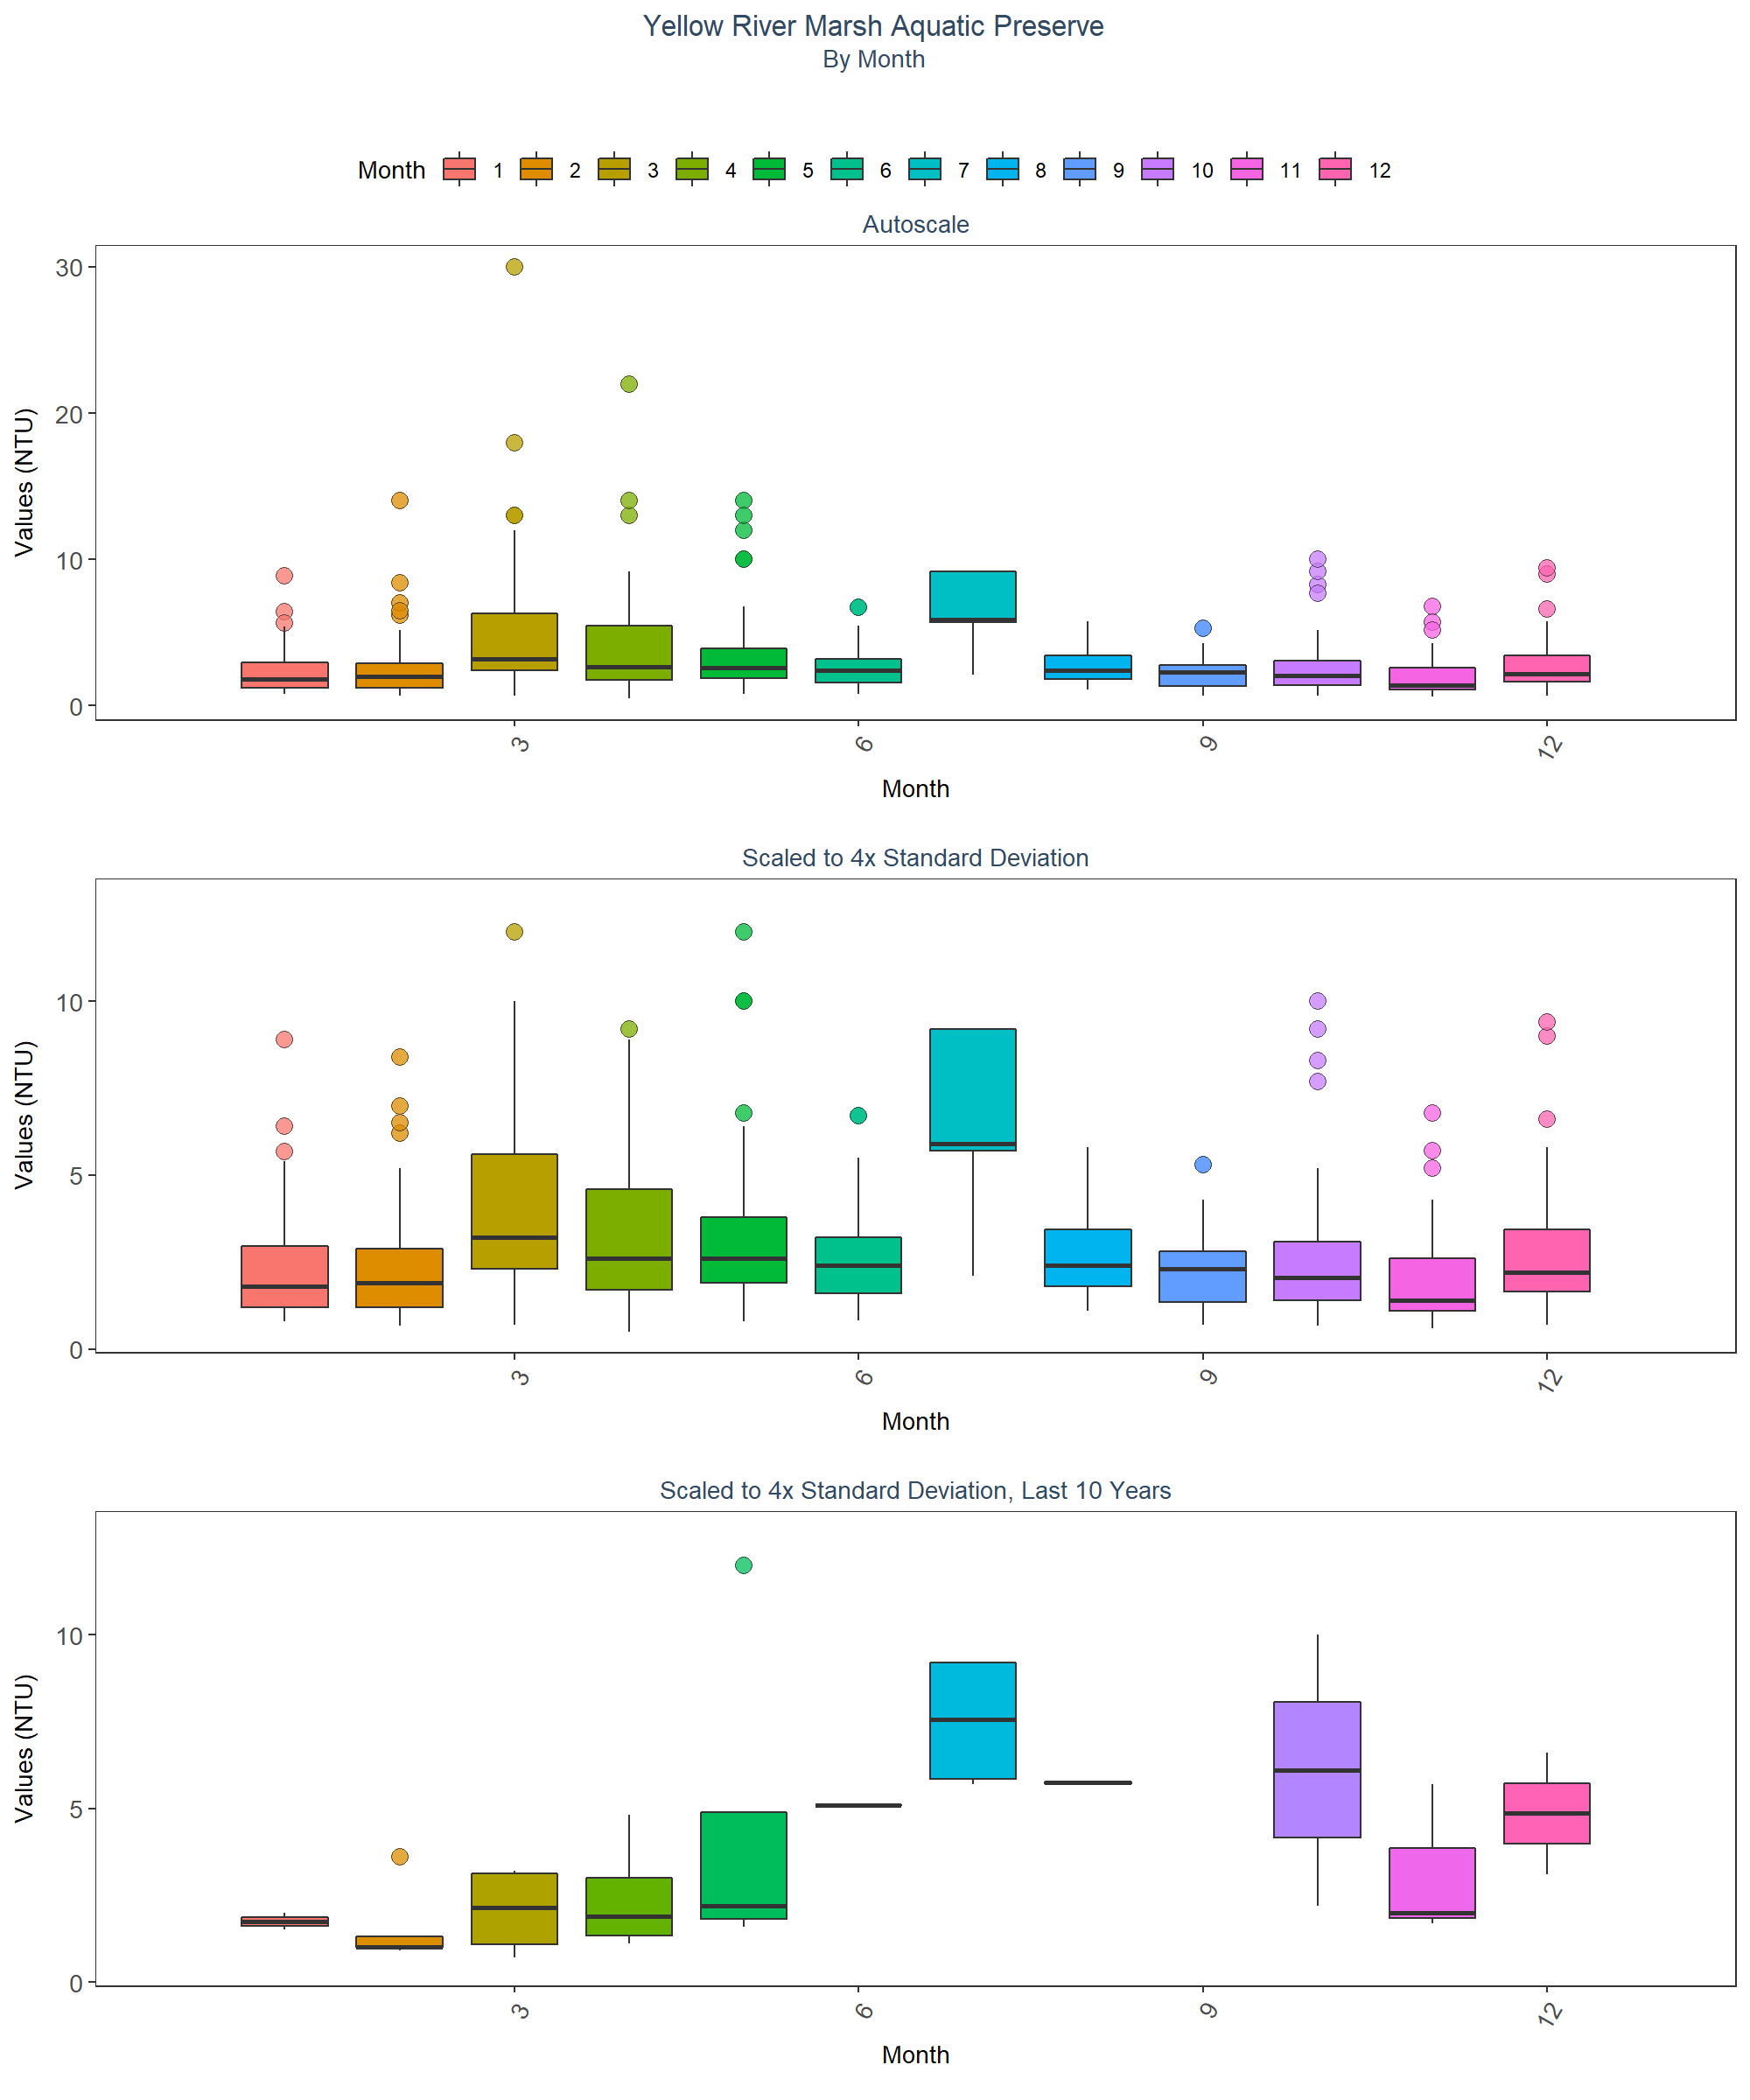 Yellow River Marsh Aquatic Preserve
By Month
Month 1 2 3 4 5 6 7 8 9 10 11 12
Autoscale
Values (NTU)
30
20
10
0
3 6 9 12
Month
Scaled to 4x Standard Deviation
Values (NTU)
10
5
0
3 6 9 12
Month
Scaled to 4x Standard Deviation, Last 10 Years
Values (NTU)
10
5
0
3 6 9 12
Month